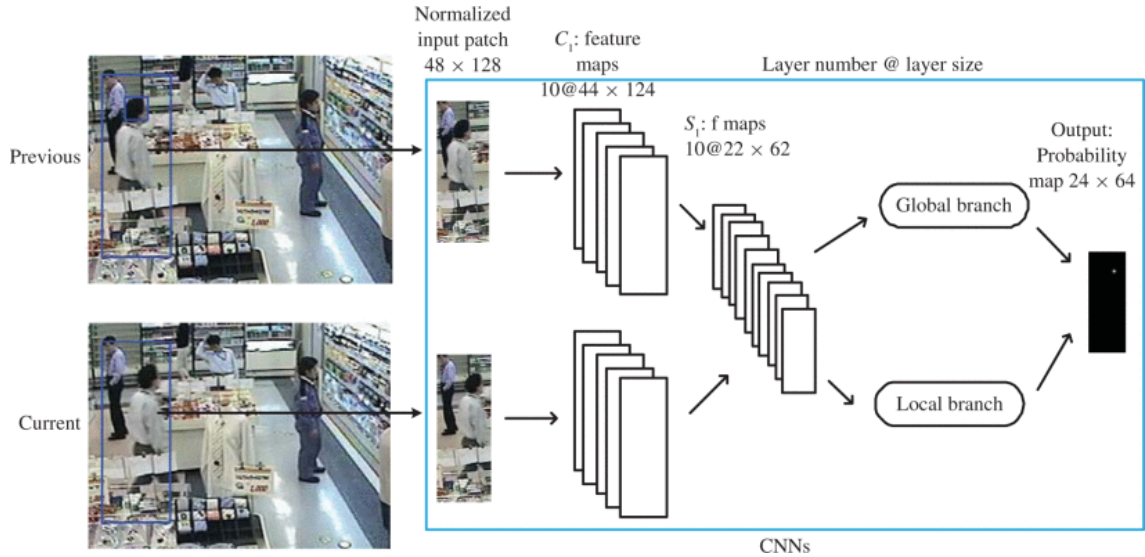 Normalized
input patch
48 × 128
C₁: feature
maps
10@44 × 124
Layer number @ layer size
S₁: f maps
10@22 × 62
Output:
Probability
map 24 × 64
Previous
Global branch
Current
Local branch
CNNs